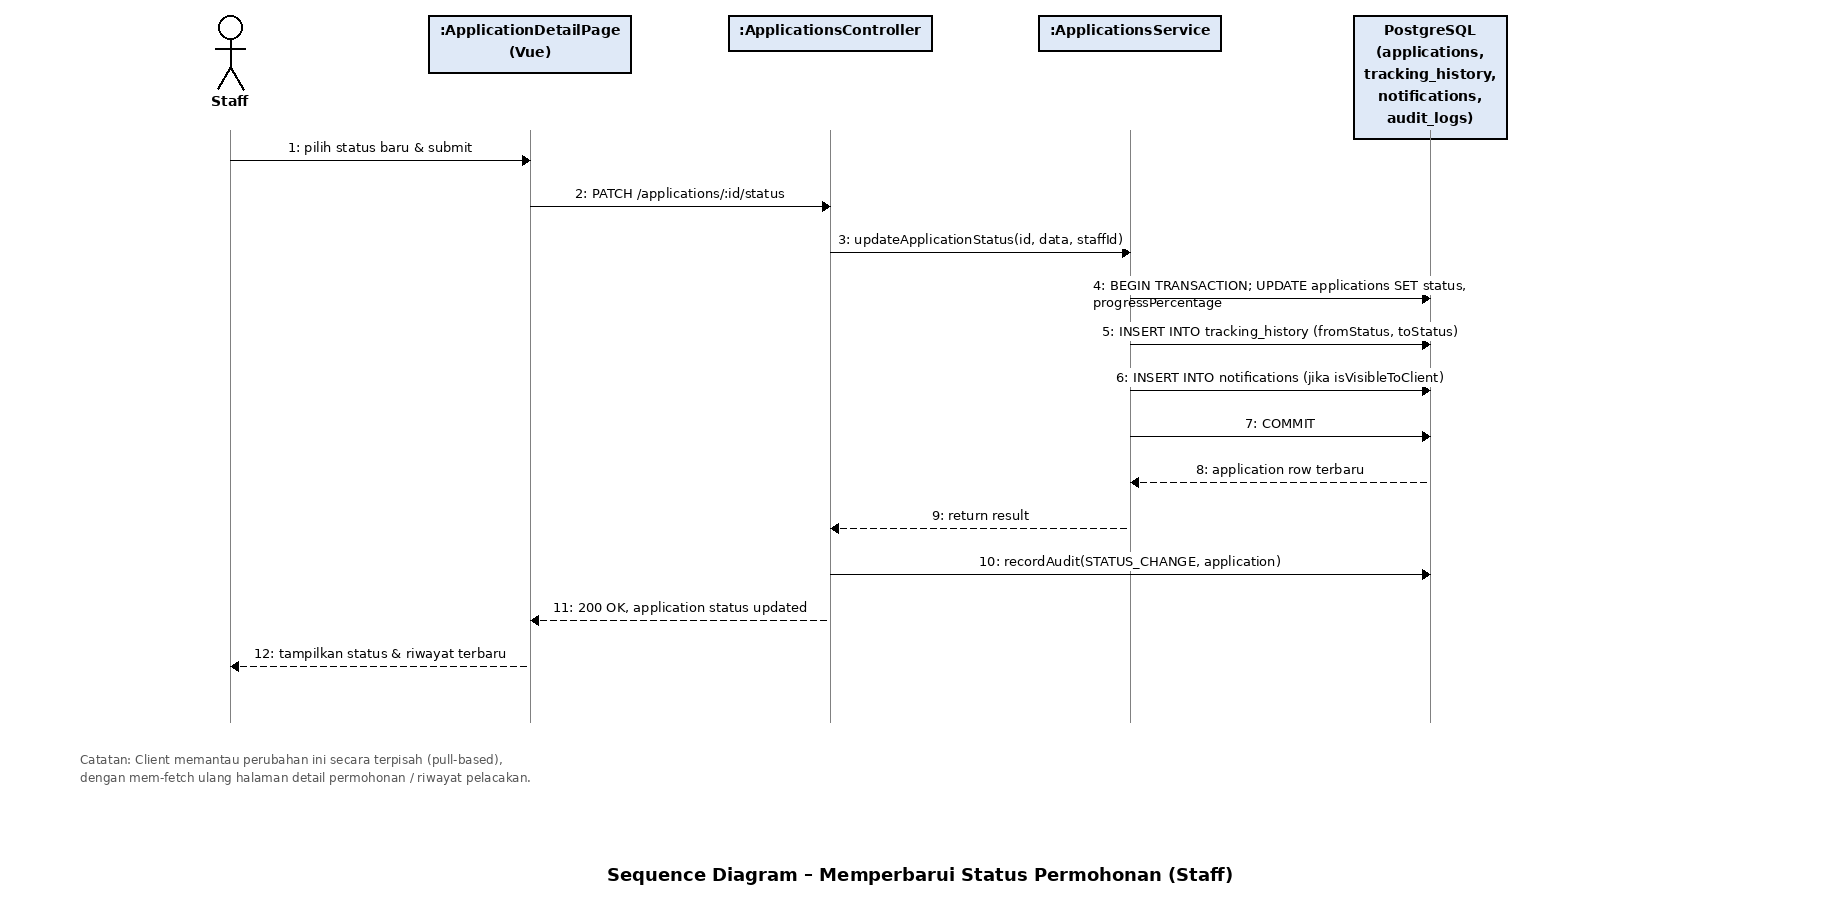 Staff
:ApplicationDetailPage
(Vue)
:ApplicationsController
:ApplicationsService
PostgreSQL
(applications,
tracking_history,
notifications,
audit_logs)
1: pilih status baru & submit
2: PATCH /applications/:id/status
3: updateApplicationStatus(id, data, staffId)
4: BEGIN TRANSACTION; UPDATE applications SET status,
progressPercentage
5: INSERT INTO tracking_history (fromStatus, toStatus)
6: INSERT INTO notifications (jika isVisibleToClient)
7: COMMIT
8: application row terbaru
9: return result
10: recordAudit(STATUS_CHANGE, application)
11: 200 OK, application status updated
12: tampilkan status & riwayat terbaru
Catatan: Client memantau perubahan ini secara terpisah (pull-based),
dengan mem-fetch ulang halaman detail permohonan / riwayat pelacakan.
Sequence Diagram – Memperbarui Status Permohonan (Staff)